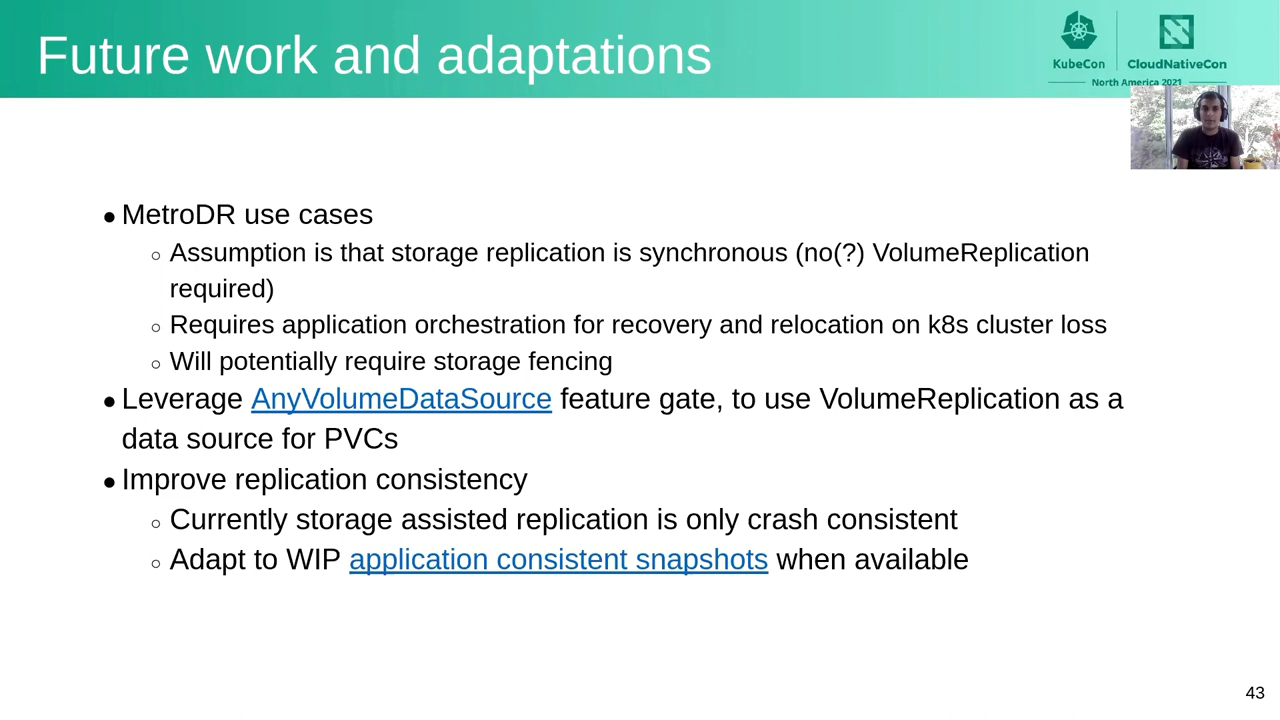 Future work and adaptations
KubeCon
CloudNativeCon
North America 2021
● MetroDR use cases
○ Assumption is that storage replication is synchronous (no(?) VolumeReplication
required)
○ Requires application orchestration for recovery and relocation on k8s cluster loss
○ Will potentially require storage fencing
● Leverage AnyVolumeDataSource feature gate, to use VolumeReplication as a
data source for PVCs
● Improve replication consistency
○ Currently storage assisted replication is only crash consistent
○ Adapt to WIP application consistent snapshots when available
43